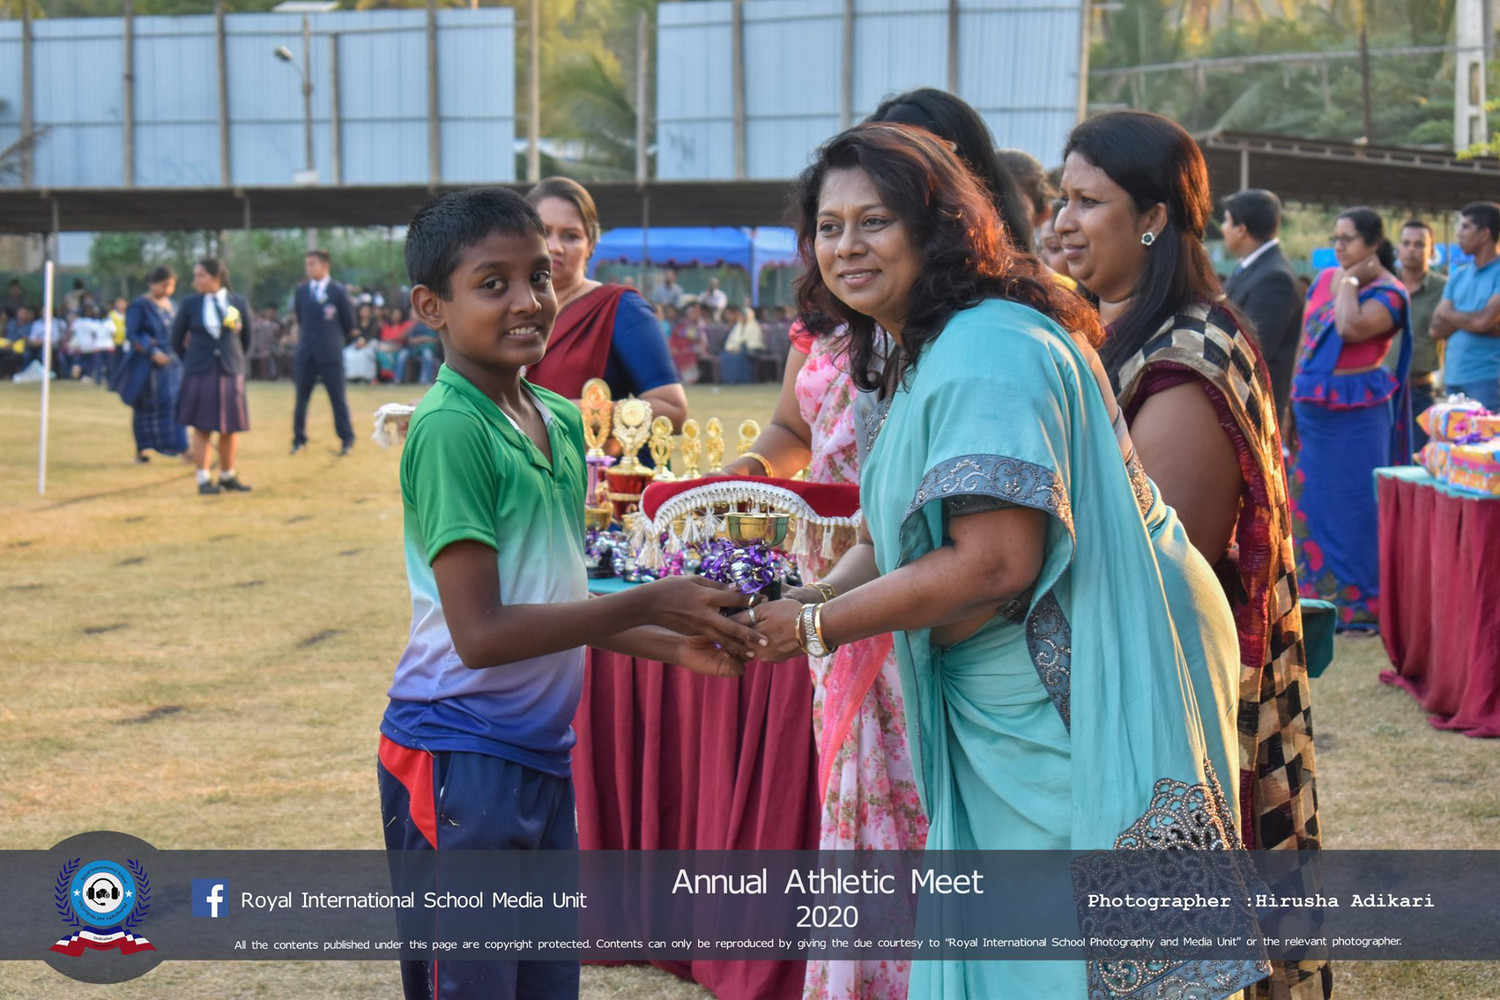 Royal International School Media Unit
Annual Athletic Meet
2020
Photographer :Hirusha Adikari
All the contents published under this page are copyright protected. Contents can only be reproduced by giving the due courtesy to "Royal International School Photography and Media Unit" or the relevant photographer.